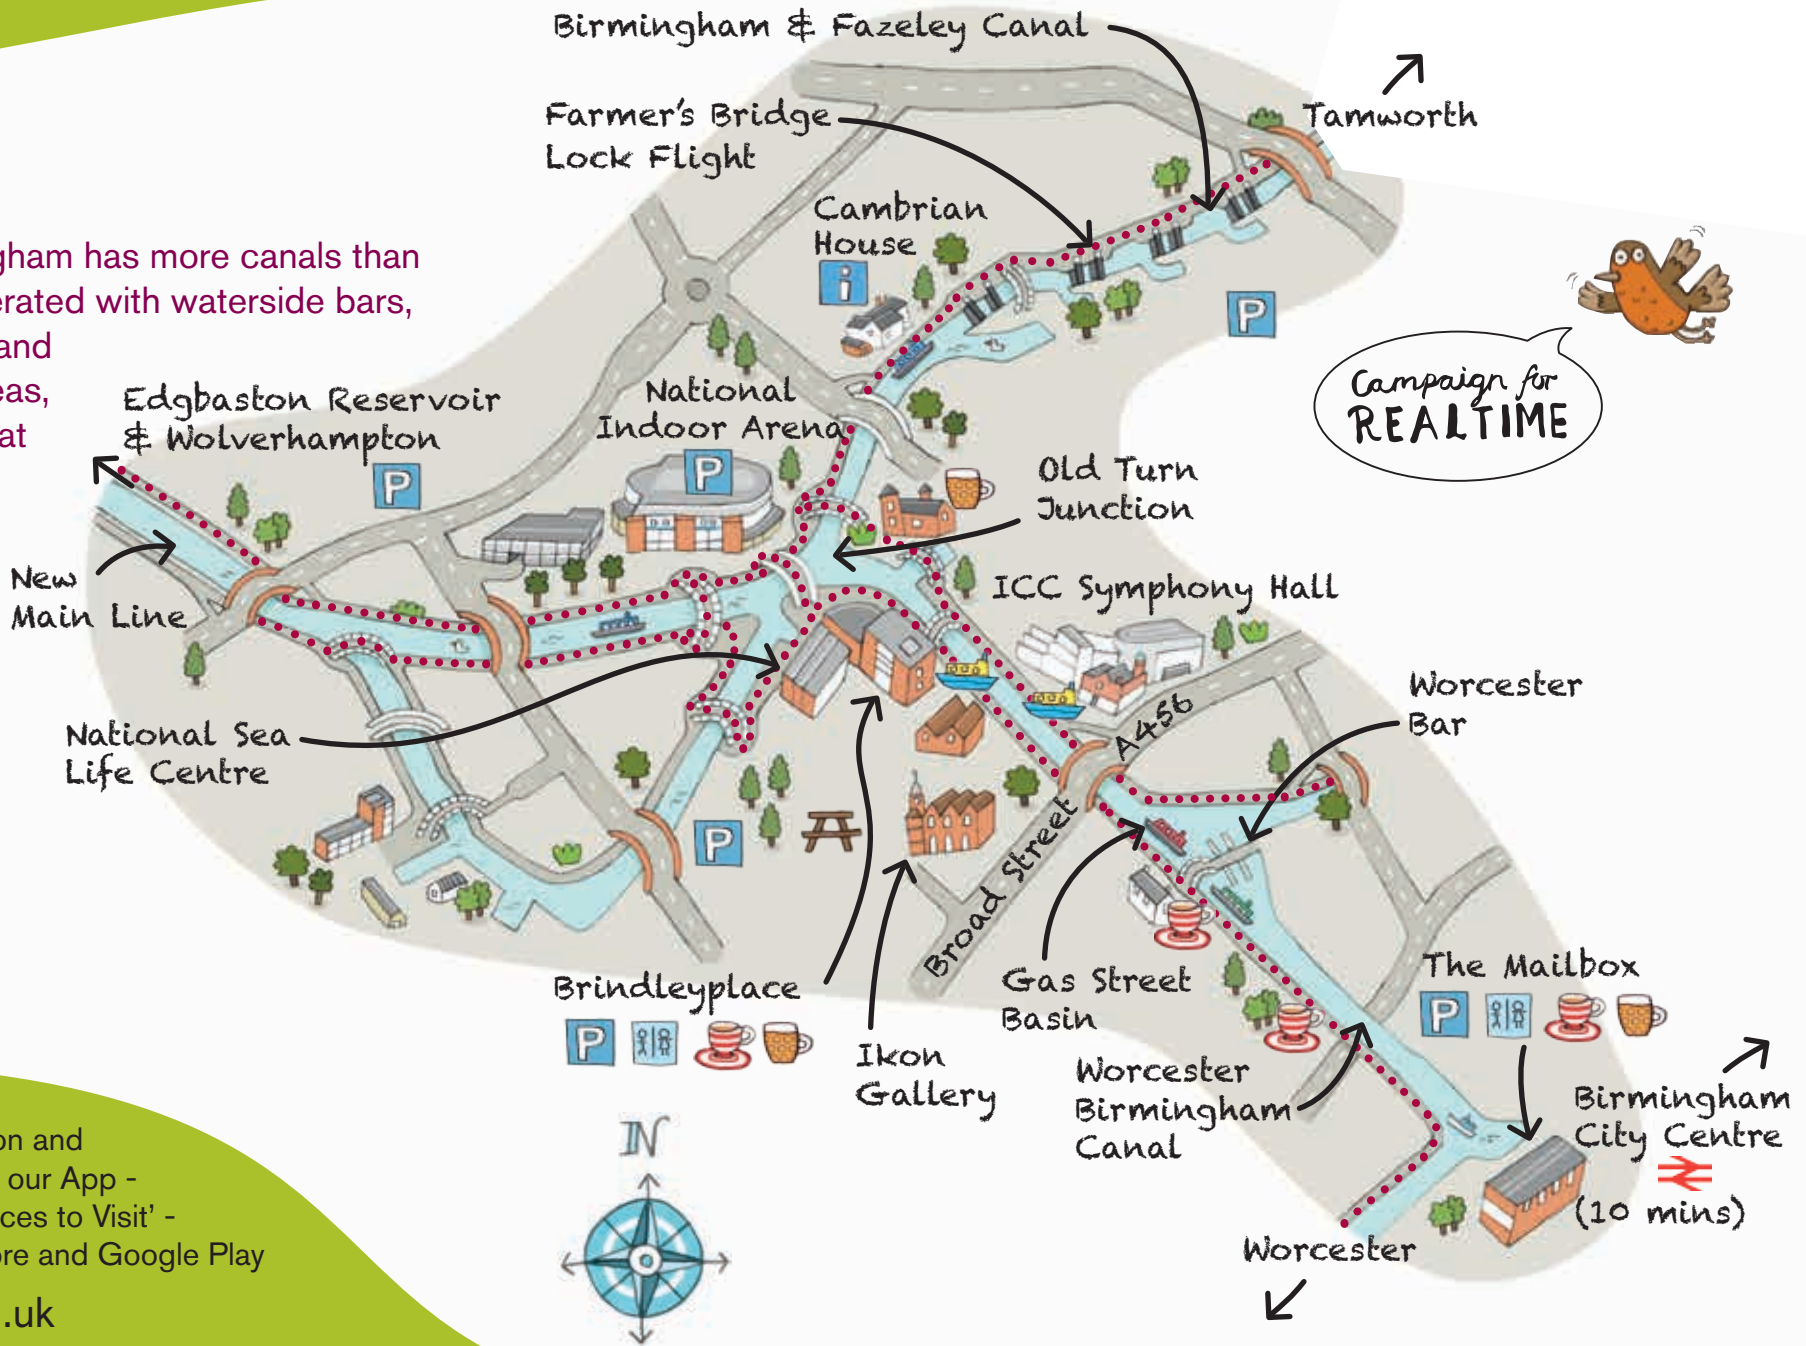 Birmingham & Fazeley Canal
Farmer's Bridge
Lock Flight
Tamworth
Cambrian
House
i
P
gham has more canals than
erated with waterside bars,
and
eas,
at
Campaign for
REALTIME
Edgbaston Reservoir
& Wolverhampton
P
National
Indoor Arena
P
Old Turn
Junction
New
Main Line
ICC Symphony Hall
National Sea
Life Centre
A456
Worcester
Bar
P
Broad Street
Brindleyplace
P
Ikon
Gallery
Gas Street
Basin
Worcester
Birmingham
Canal
The Mailbox
P
Birmingham
City Centre
(10 mins)
Worcester
N
on and
our App -
ces to Visit' -
ore and Google Play
.uk